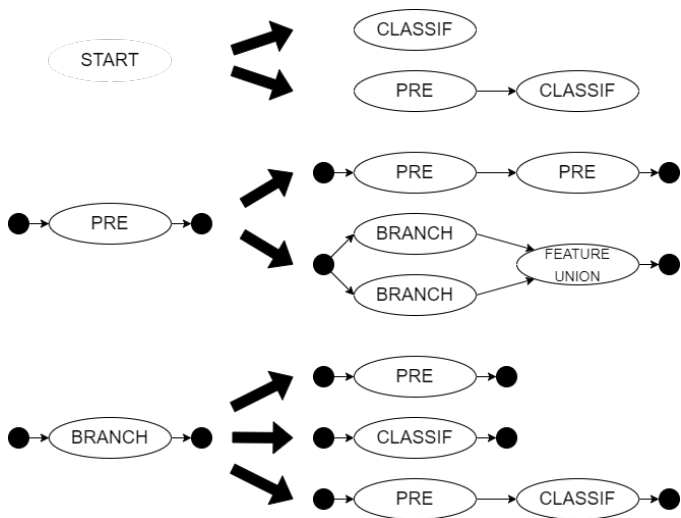 CLASSIF
START
PRE CLASSIF
PRE PRE
PRE
BRANCH
FEATURE
UNION
BRANCH
PRE
BRANCH CLASSIF
PRE CLASSIF